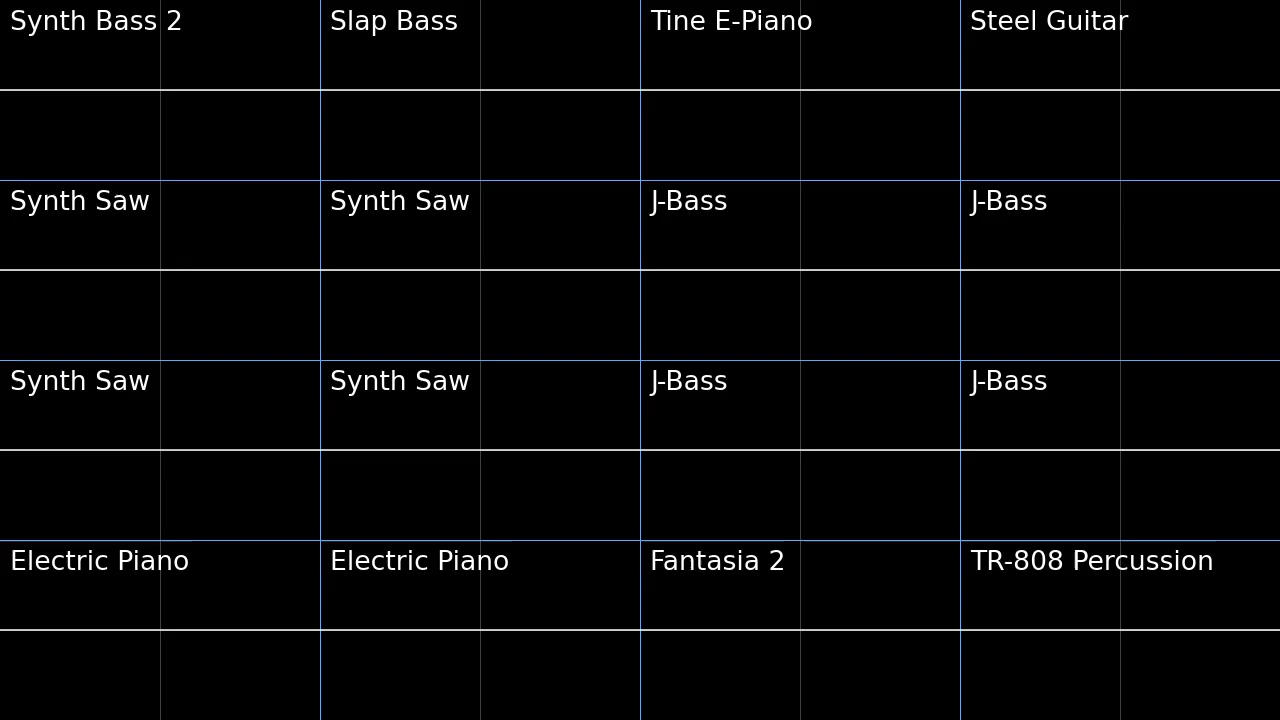 Synth Bass 2
Slap Bass
Tine E-Piano
Steel Guitar
Synth Saw
Synth Saw
J-Bass
J-Bass
Synth Saw
Synth Saw
J-Bass
J-Bass
Electric Piano
Electric Piano
Fantasia 2
TR-808 Percussion